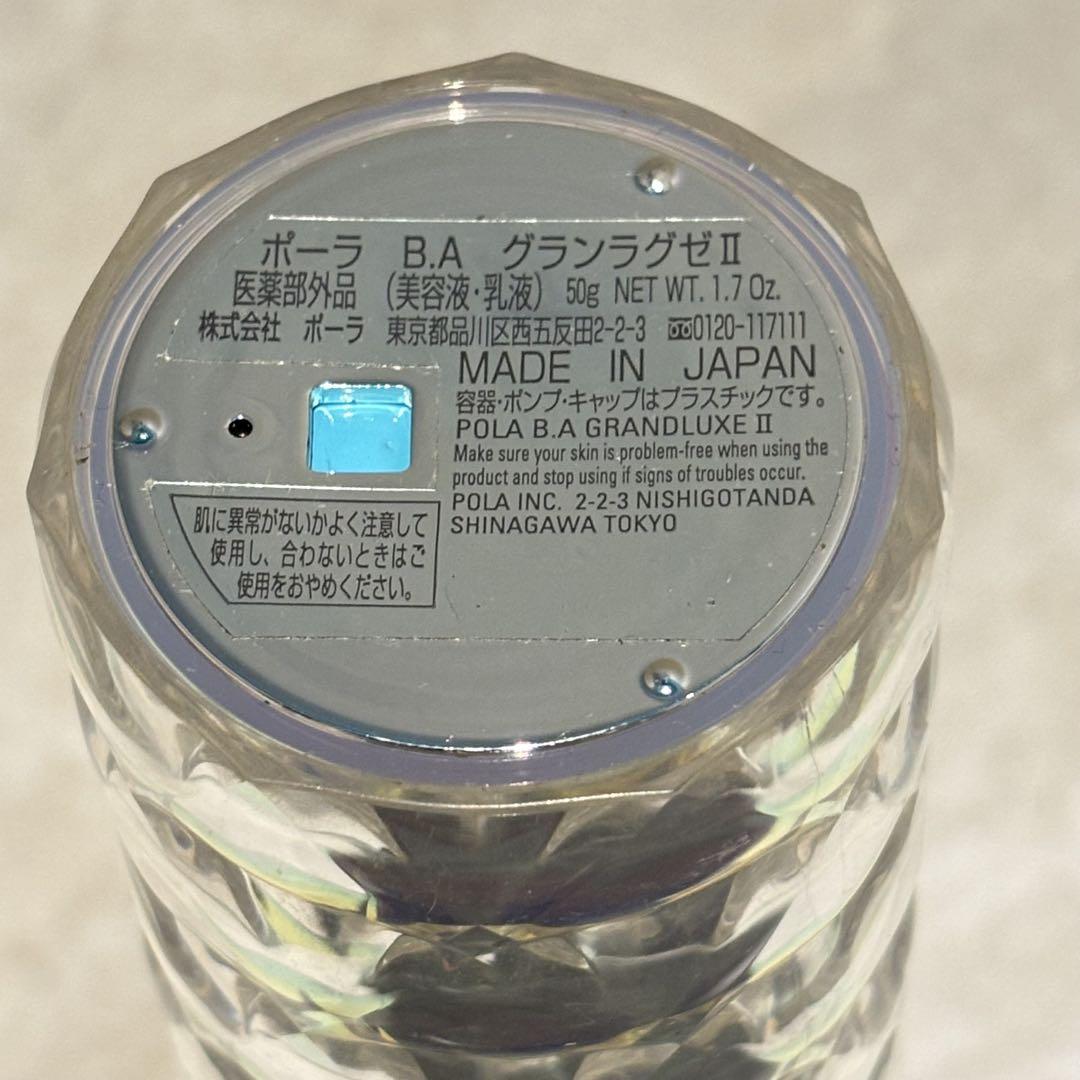 ポーラ B.A グランラグゼⅡ
医薬部外品 （美容液・乳液） 50g NET WT. 1.7 Oz.
株式会社 ポーラ 東京都品川区西五反田2-2-3 0120-117111
MADE IN JAPAN
容器・ポンプ・キャップはプラスチックです。
POLA B.A GRANDLUXE Ⅱ
Make sure your skin is problem-free when using the
product and stop using if signs of troubles occur.
POLA INC. 2-2-3 NISHIGOTANDA
SHINAGAWA TOKYO
肌に異常がないかよく注意して
使用し、合わないときはご
使用をおやめください。